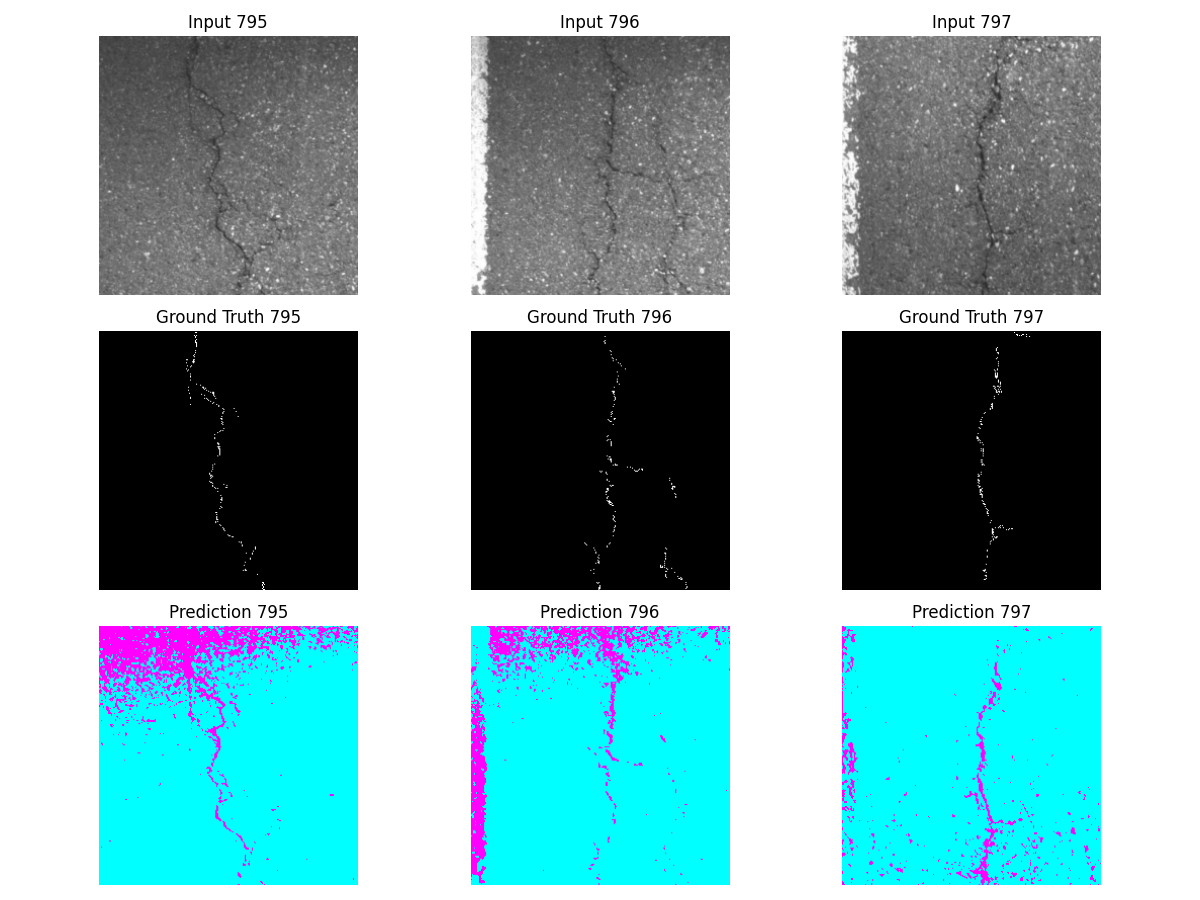 Input 795
Input 796
Input 797
Ground Truth 795
Ground Truth 796
Ground Truth 797
Prediction 795
Prediction 796
Prediction 797